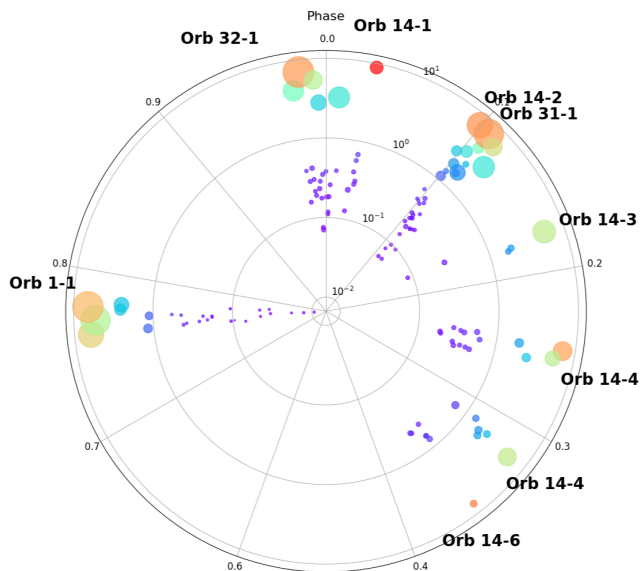 Phase
Orb 32-1
0.0
Orb 14-1
10¹
0.9
Orb 14-2
0.1
Orb 31-1
10⁰
10⁻¹
Orb 14-3
0.8
0.2
Orb 1-1
10⁻²
Orb 14-4
0.7
0.3
Orb 14-4
Orb 14-6
0.6
0.4